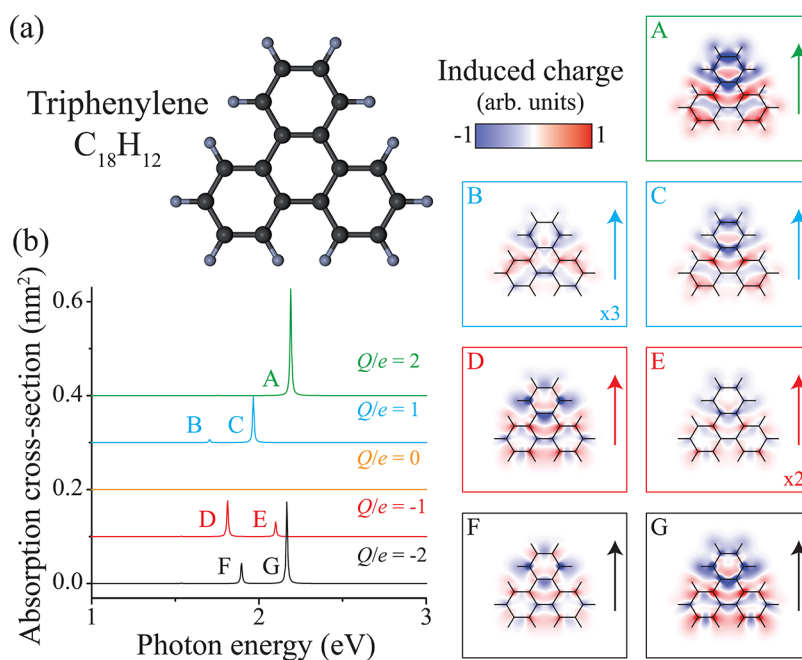 (a)
Triphenylene
C18H12
Induced charge
(arb. units)
-1 1
A
B
x3
C
D
E
x2
F
G
(b)
Absorption cross-section (nm2)
0.6
0.4
0.2
0.0
A
Q/e = 2
B C
Q/e = 1
Q/e = 0
D E
Q/e = -1
F G
Q/e = -2
1 2 3
Photon energy (eV)